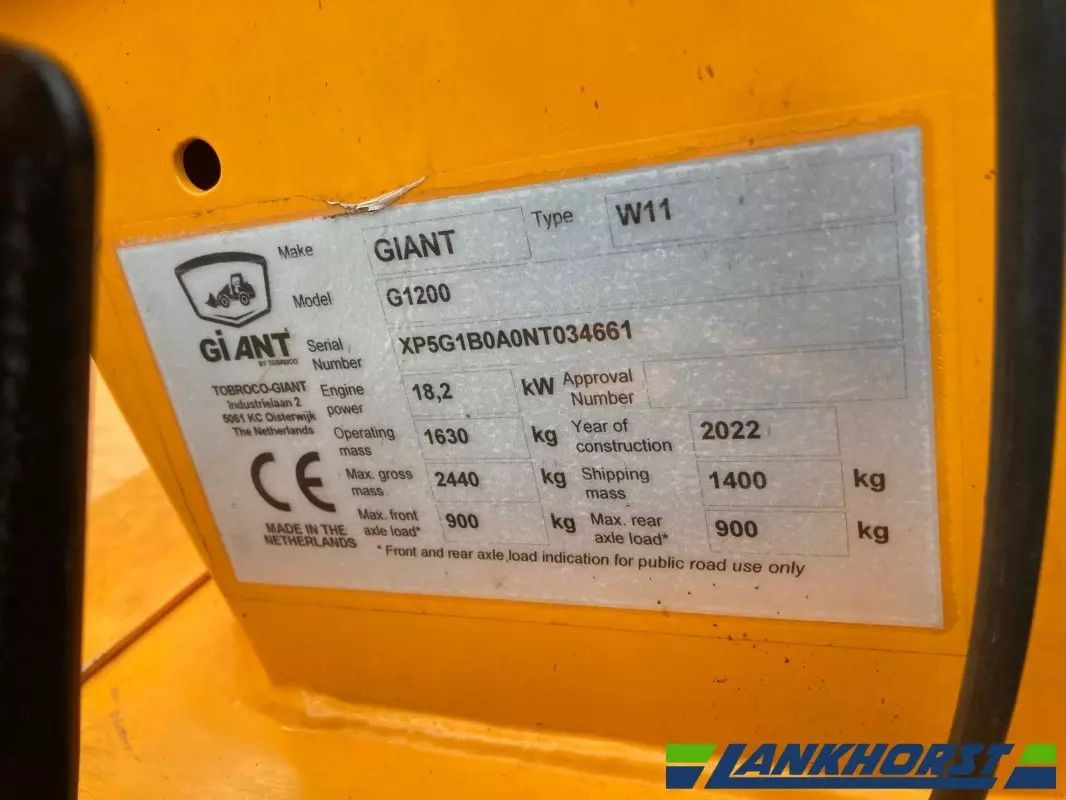 Make GIANT Type W11
Model G1200
GiANT
BY TOBROCO
Serial Number XP5G1B0A0NT034661
TOBROCO-GIANT
Industrielaan 2
5061 KC Oisterwijk
The Netherlands
Engine power 18,2 kW Approval Number
Operating mass 1630 kg Year of construction 2022
CE
Max. gross mass 2440 kg Shipping mass 1400 kg
MADE IN THE
NETHERLANDS
Max. front axle load* 900 kg Max. rear axle load* 900 kg
* Front and rear axle load indication for public road use only
LANKHORST